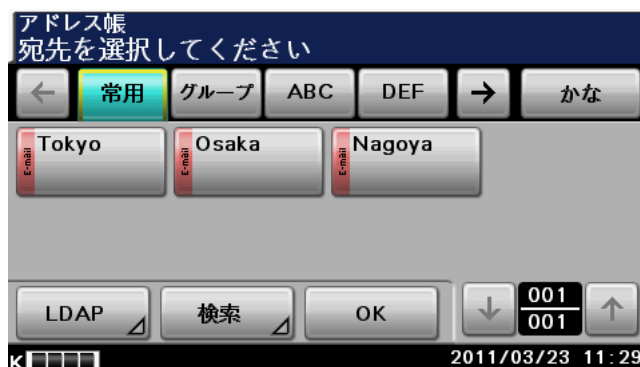 アドレス帳
宛先を選択してください
← 常用 グループ ABC DEF → かな
E-mail Tokyo E-mail Osaka E-mail Nagoya
LDAP 検索 OK ↓ 001 ↑
001
K 2011/03/23 11:29